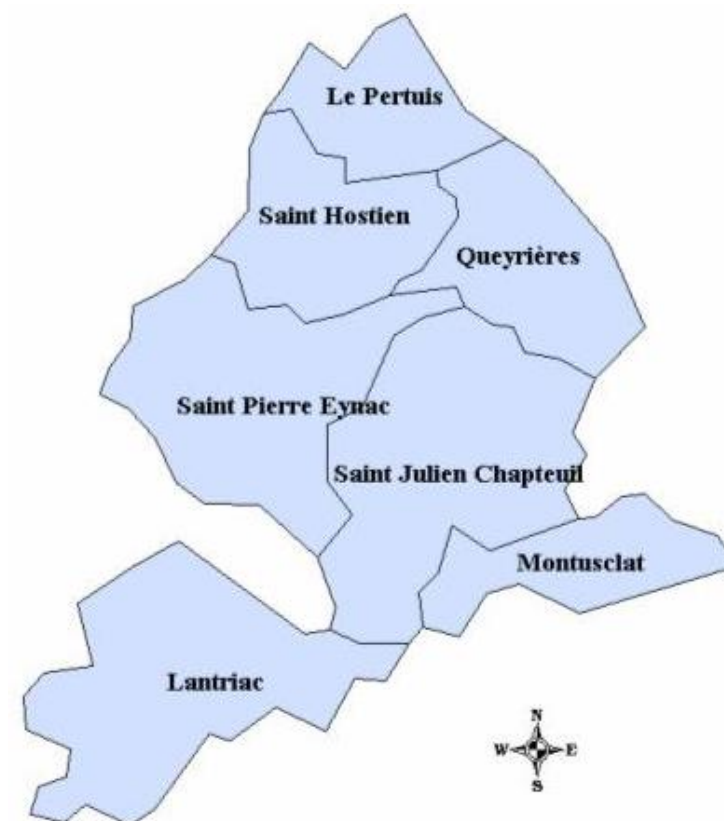 Le Pertuis
Saint Hostien
Queyrières
Saint Pierre Eynac
Saint Julien Chapteuil
Montusclat
Lantriac
N
W E
S